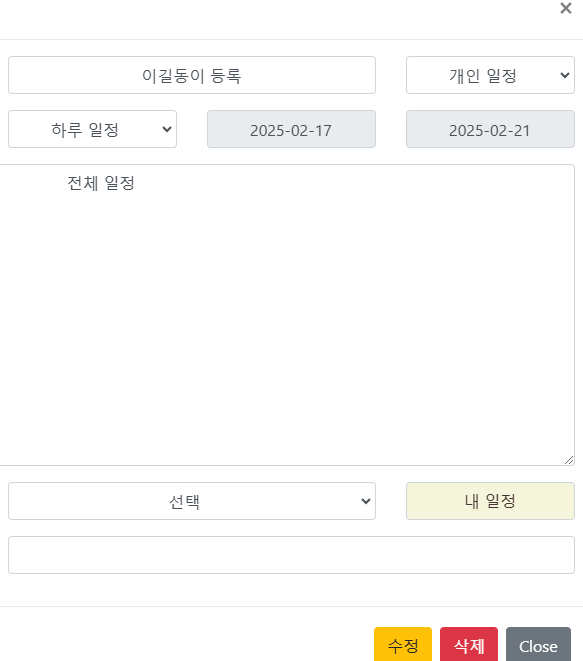 ×
이길동이 등록 개인 일정
하루 일정 2025-02-17 2025-02-21
전체 일정
선택 내 일정
수정 삭제 Close